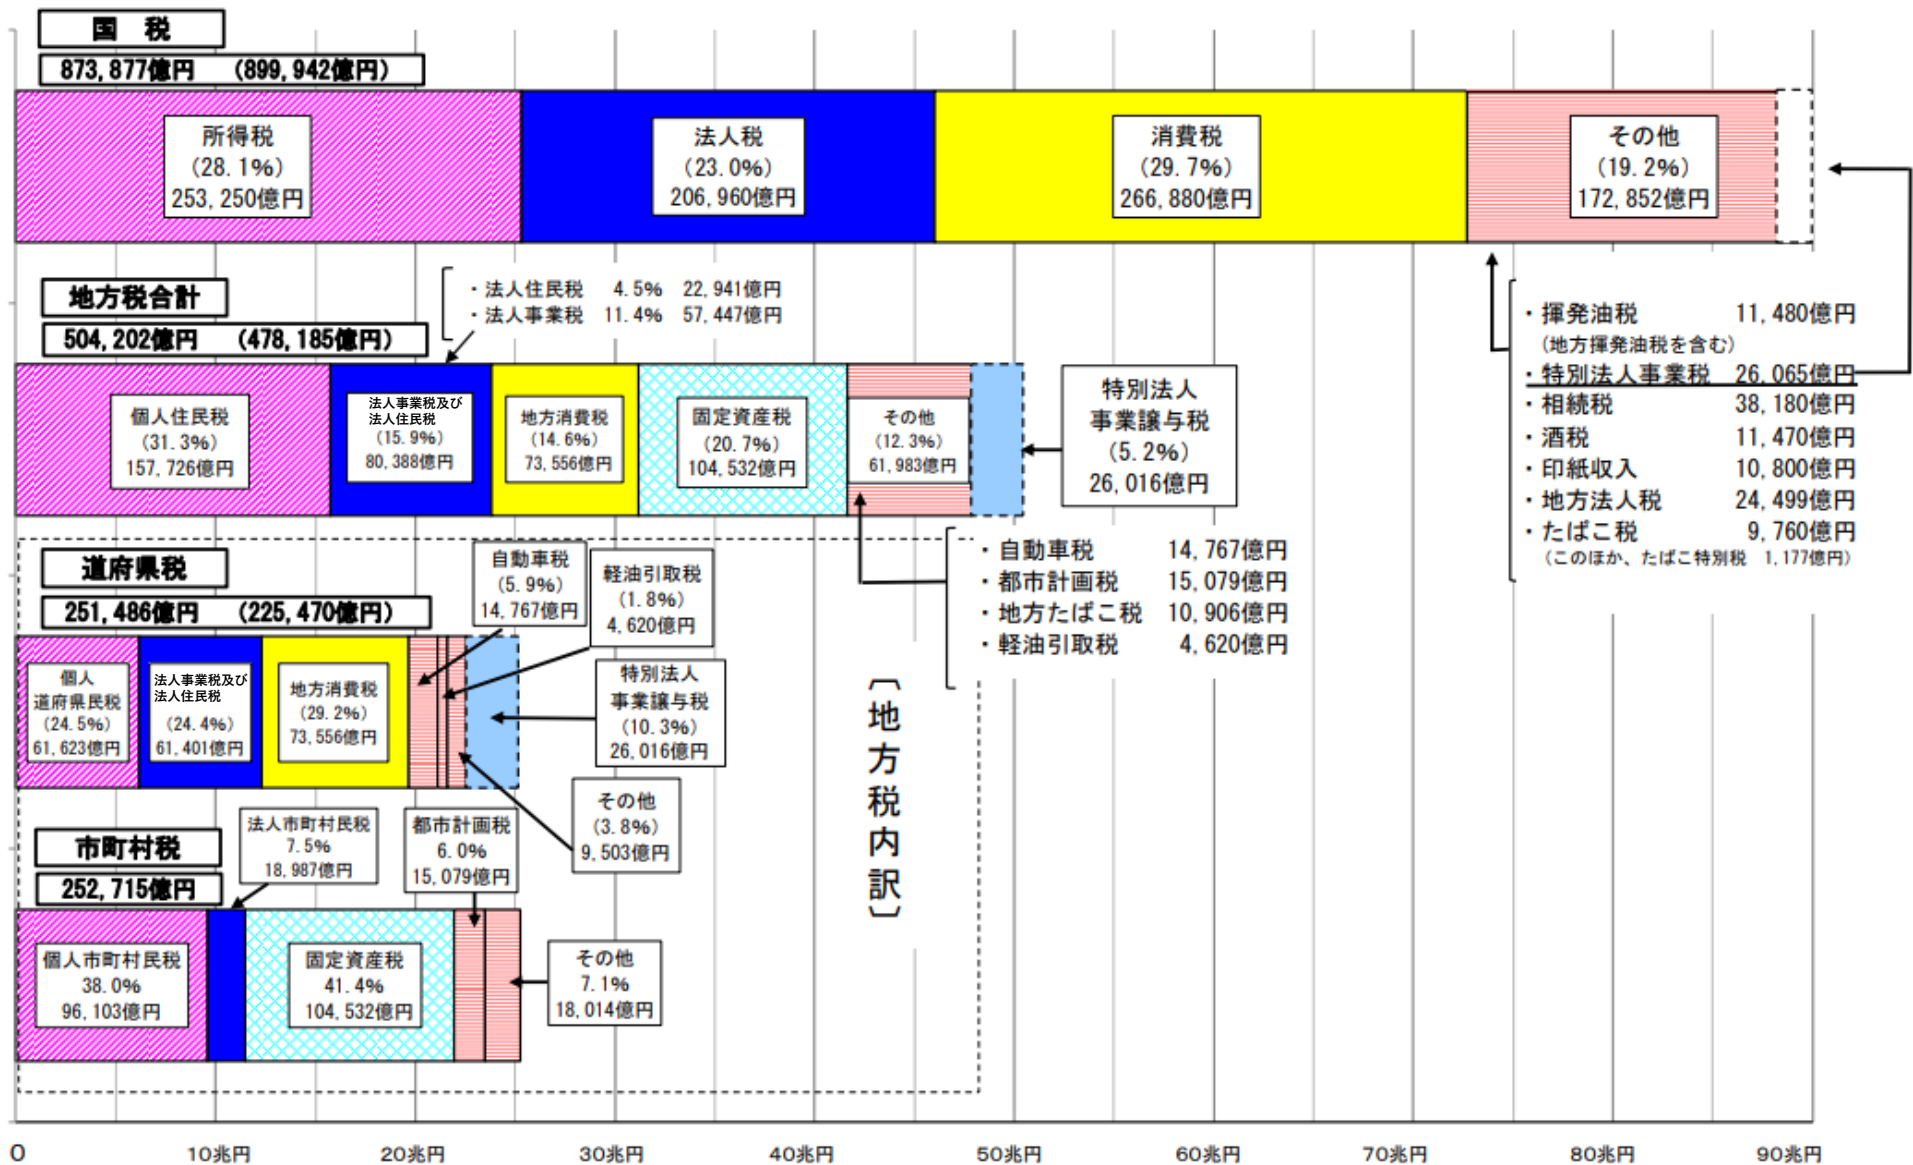 国 税
873,877億円 (899,942億円)
所得税
(28.1%)
253,250億円
法人税
(23.0%)
206,960億円
消費税
(29.7%)
266,880億円
その他
(19.2%)
172,852億円
・揮発油税 11,480億円
(地方揮発油税を含む)
・特別法人事業税 26,065億円
・相続税 38,180億円
・酒税 11,470億円
・印紙収入 10,800億円
・地方法人税 24,499億円
・たばこ税 9,760億円
(このほか、たばこ特別税 1,177億円)
地方税合計
504,202億円 (478,185億円)
・法人住民税 4.5% 22,941億円
・法人事業税 11.4% 57,447億円
個人住民税
(31.3%)
157,726億円
法人事業税及び
法人住民税
(15.9%)
80,388億円
地方消費税
(14.6%)
73,556億円
固定資産税
(20.7%)
104,532億円
その他
(12.3%)
61,983億円
特別法人
事業譲与税
(5.2%)
26,016億円
・自動車税 14,767億円
・都市計画税 15,079億円
・地方たばこ税 10,906億円
・軽油引取税 4,620億円
道府県税
251,486億円 (225,470億円)
個人
道府県民税
(24.5%)
61,623億円
法人事業税及び
法人住民税
(24.4%)
61,401億円
地方消費税
(29.2%)
73,556億円
自動車税
(5.9%)
14,767億円
軽油引取税
(1.8%)
4,620億円
特別法人
事業譲与税
(10.3%)
26,016億円
その他
(3.8%)
9,503億円
〔地方税内訳〕
市町村税
252,715億円
個人市町村民税
38.0%
96,103億円
法人市町村民税
7.5%
18,987億円
固定資産税
41.4%
104,532億円
都市計画税
6.0%
15,079億円
その他
7.1%
18,014億円
0 10兆円 20兆円 30兆円 40兆円 50兆円 60兆円 70兆円 80兆円 90兆円